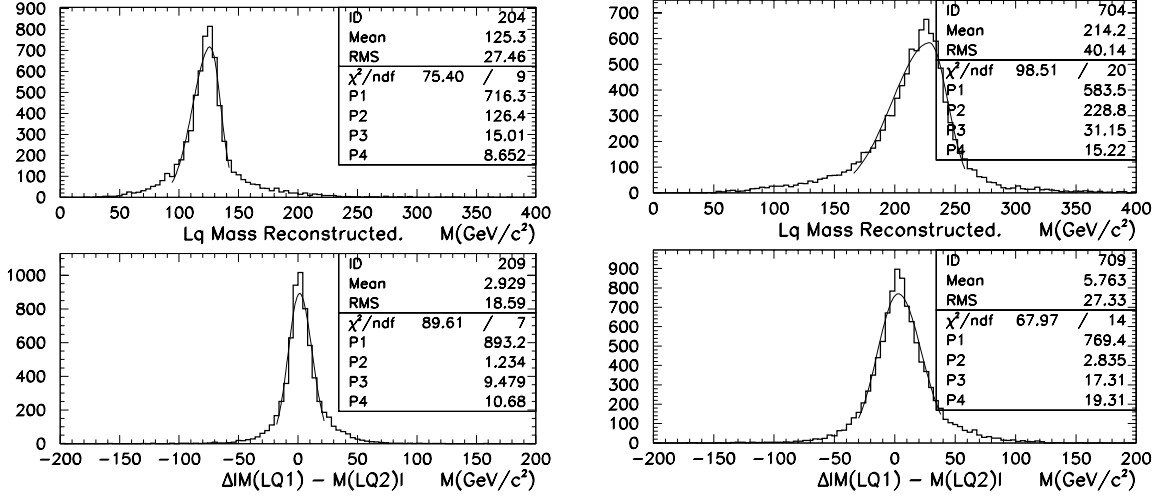 ID 204
Mean 125.3
RMS 27.46
χ²/ndf 75.40 / 9
P1 716.3
P2 126.4
P3 15.01
P4 8.652
900
800
700
600
500
400
300
200
100
0
0 50 100 150 200 250 300 350 400
Lq Mass Reconstructed. M(GeV/c²)
ID 704
Mean 214.2
RMS 40.14
χ²/ndf 98.51 / 20
P1 583.5
P2 228.8
P3 31.15
P4 15.22
700
600
500
400
300
200
100
0
0 50 100 150 200 250 300 350 400
Lq Mass Reconstructed. M(GeV/c²)
ID 209
Mean 2.929
RMS 18.59
χ²/ndf 89.61 / 7
P1 893.2
P2 1.234
P3 9.479
P4 10.68
1000
800
600
400
200
0
-200 -150 -100 -50 0 50 100 150 200
Δ|M(LQ1) - M(LQ2)| M(GeV/c²)
ID 709
Mean 5.763
RMS 27.33
χ²/ndf 67.97 / 14
P1 769.4
P2 2.835
P3 17.31
P4 19.31
900
800
700
600
500
400
300
200
100
0
-200 -150 -100 -50 0 50 100 150 200
Δ|M(LQ1) - M(LQ2)| M(GeV/c²)